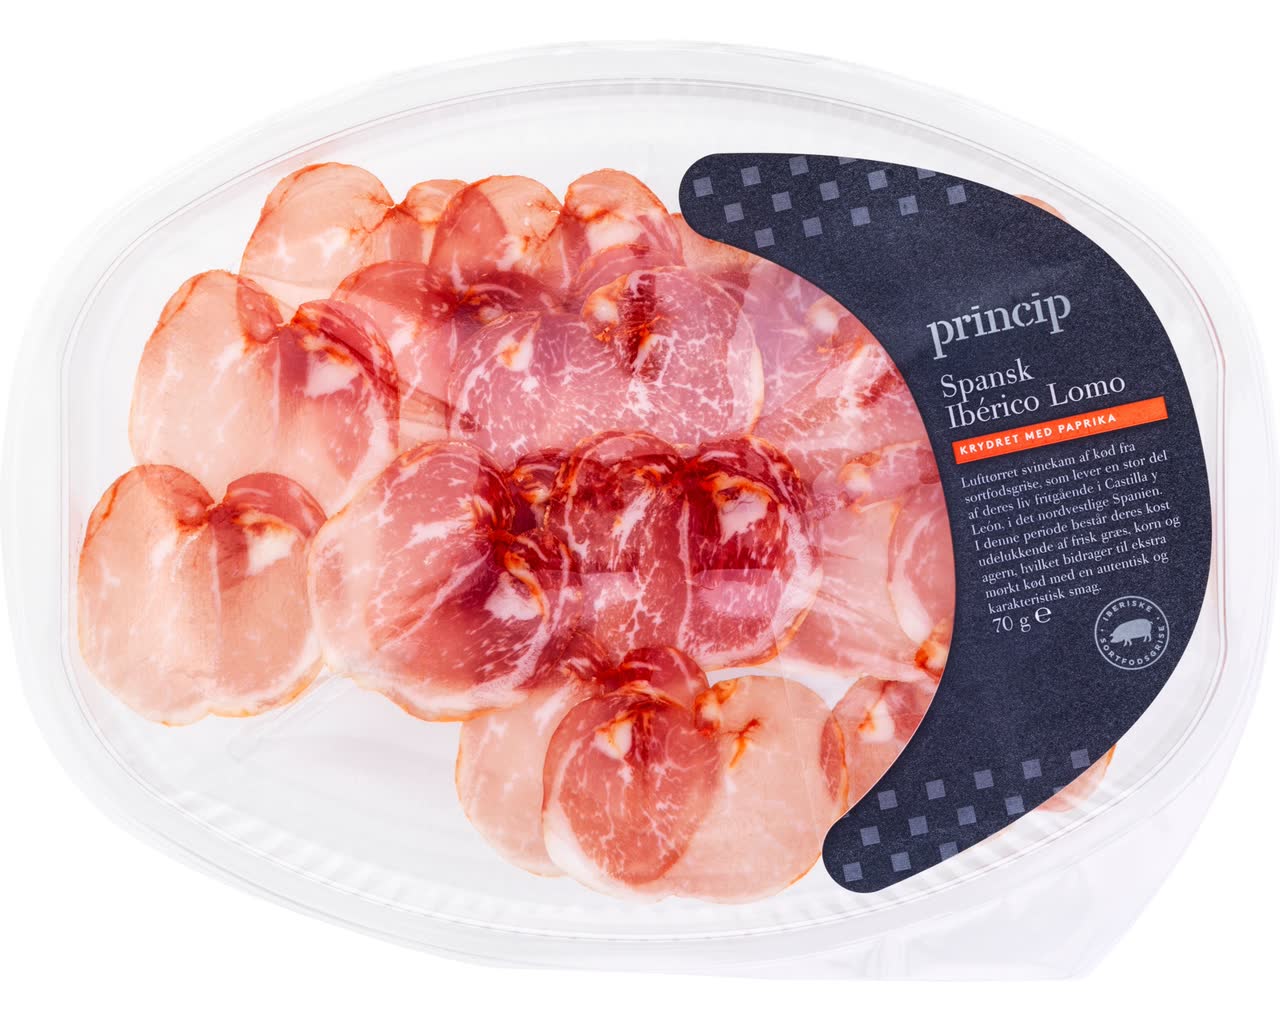 princip
Spansk
Ibérico Lomo
KRYDRET MED PAPRIKA
Lufttørret svinekam af kød fra
sortfodsgrise, som lever en stor del
af deres liv fritgående i Castilla y
León, i det nordvestlige Spanien.
I denne periode består deres kost
udelukkende af frisk græs, korn og
agern, hvilket bidrager til ekstra
mørkt kød med en autentisk og
karakteristisk smag.
70 g ℮
IBERISKE
SORTFODSGRISE